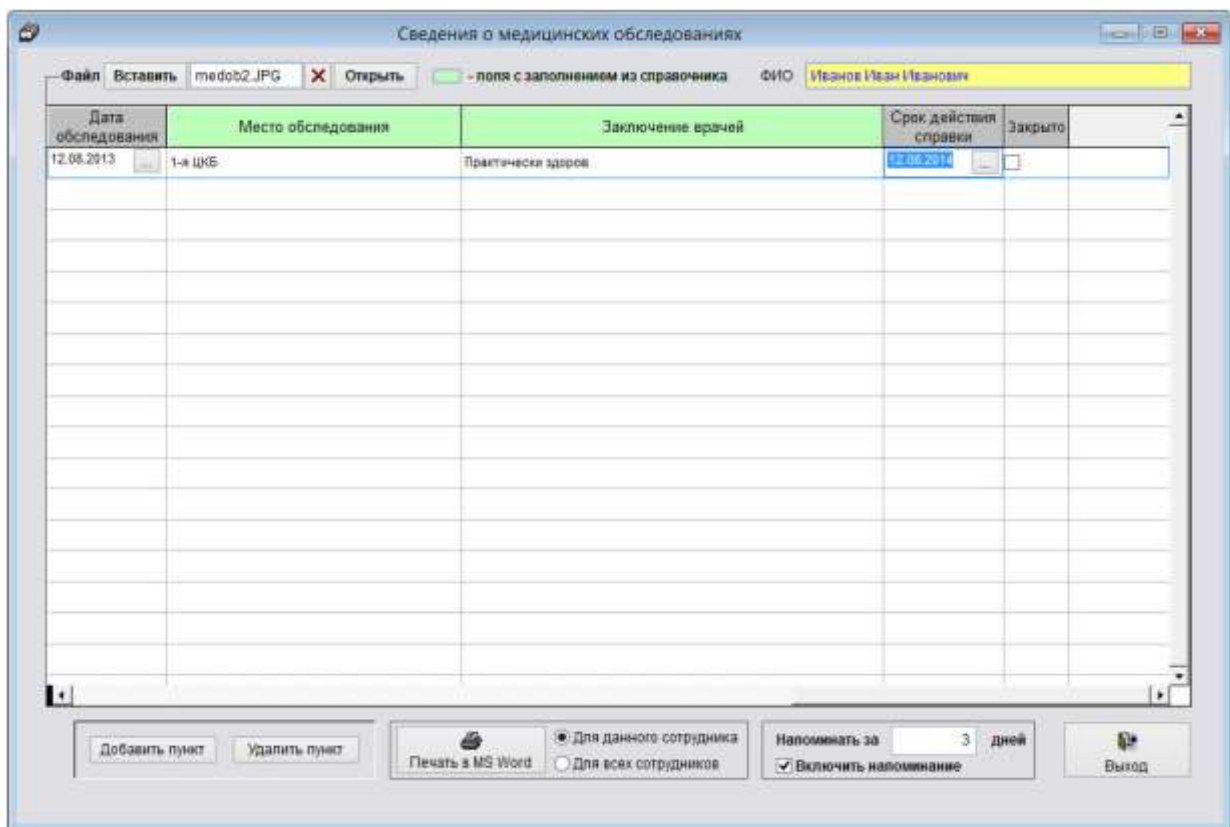 Сведения о медицинских обследованиях
Файл Вставить medob2.JPG Открыть - поля с заполнением из справочника ФИО Иванов Иван Иванович
Дата обследования Место обследования Заключение врачей Срок действия справки Закрыто
12.08.2013 ... 1-я ЦКБ Практически здоров 12.08.2014 ...
Добавить пункт Удалить пункт Печать в MS Word Для данного сотрудника Для всех сотрудников Напоминать за 3 дней Включить напоминание Выход